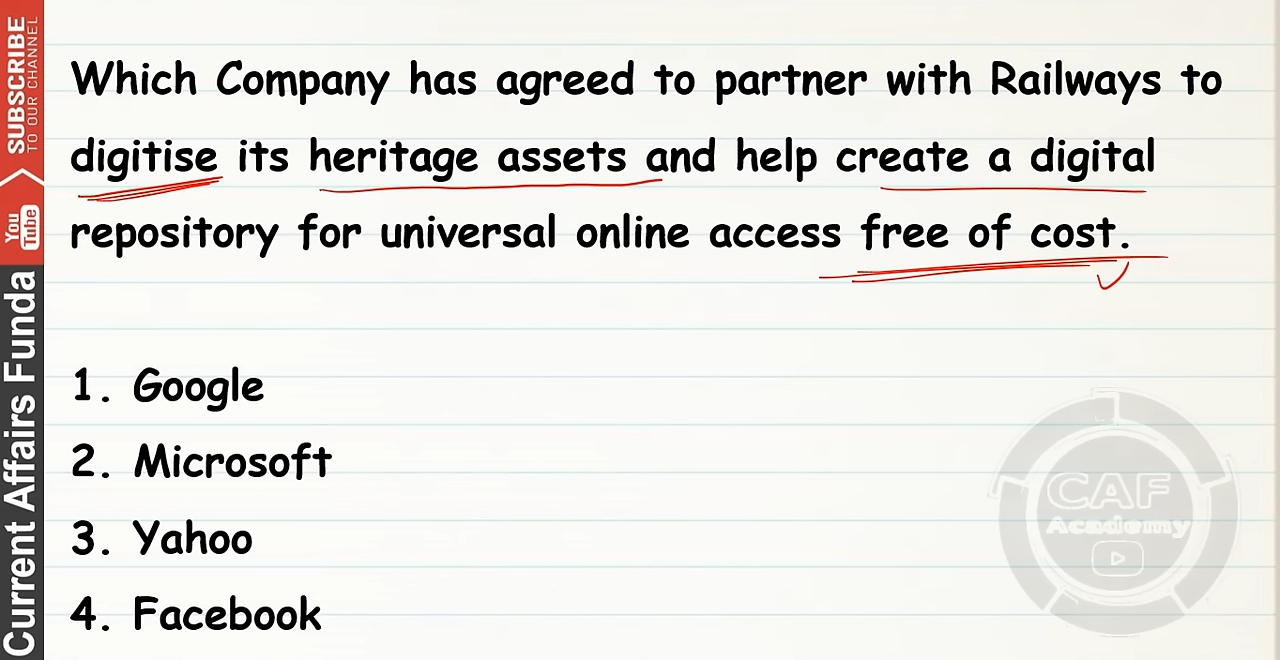 Which Company has agreed to partner with Railways to
digitise its heritage assets and help create a digital
repository for universal online access free of cost.
1. Google
2. Microsoft
3. Yahoo
4. Facebook
SUBSCRIBE
TO OUR CHANNEL
You
Tube
Current Affairs Funda
CAF
Academy